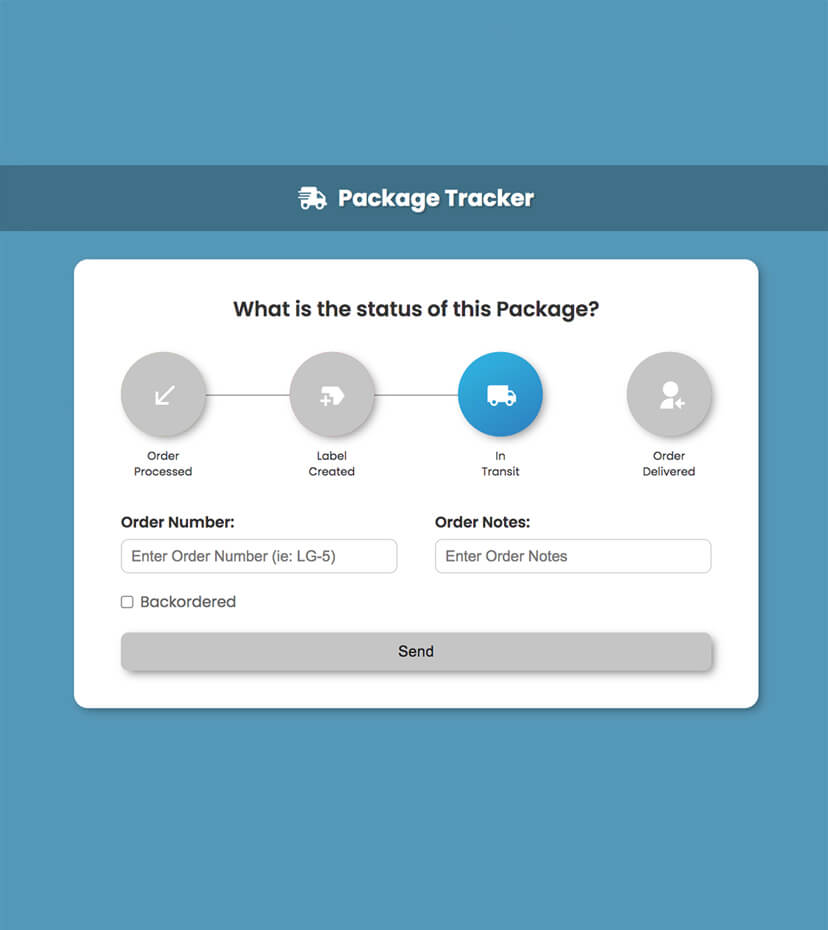 Package Tracker
What is the status of this Package?
Order
Processed
Label
Created
In
Transit
Order
Delivered
Order Number:
Order Notes:
Enter Order Number (ie: LG-5)
Enter Order Notes
Backordered
Send